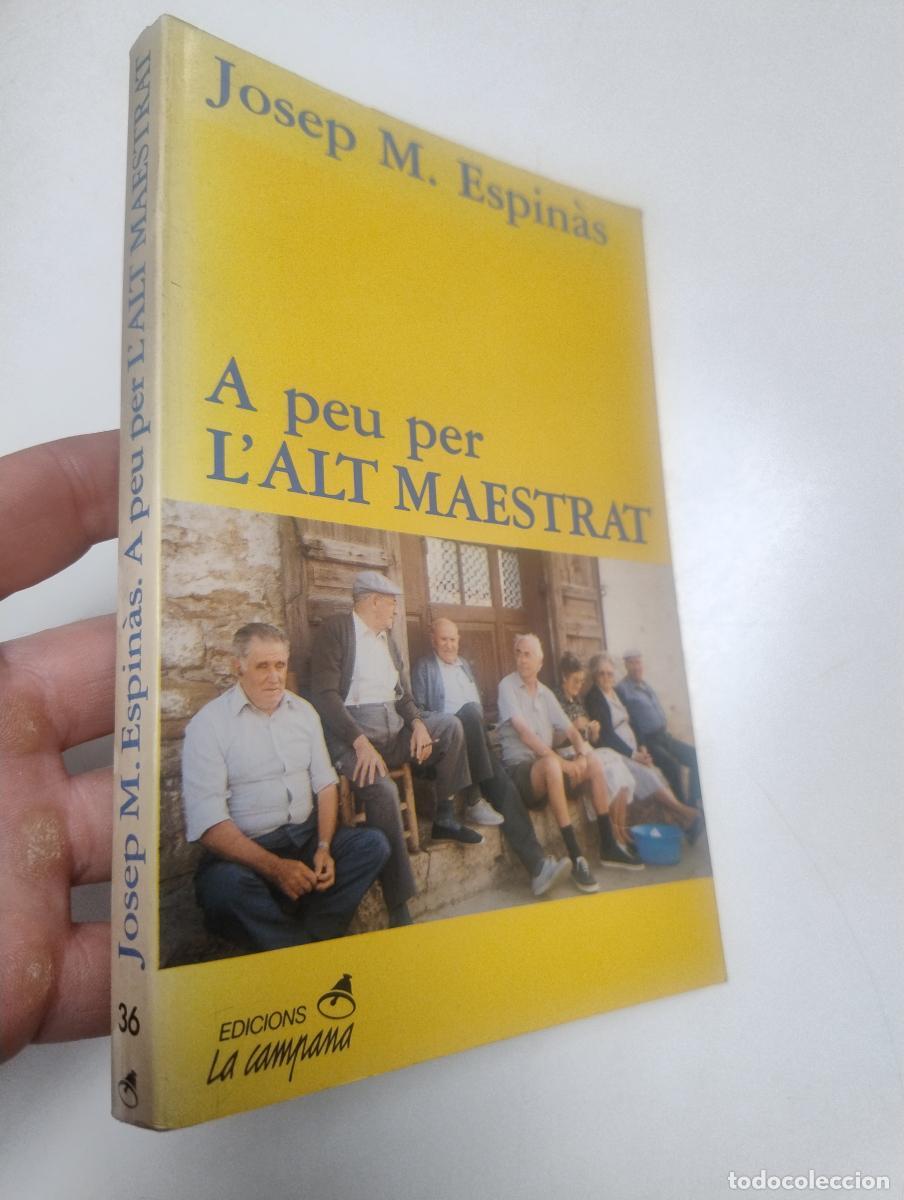 Josep M. Espinàs
A peu per
L'ALT MAESTRAT
EDICIONS
La campana
Josep M. Espinàs. A peu per L'ALT MAESTRAT
36
todocoleccion